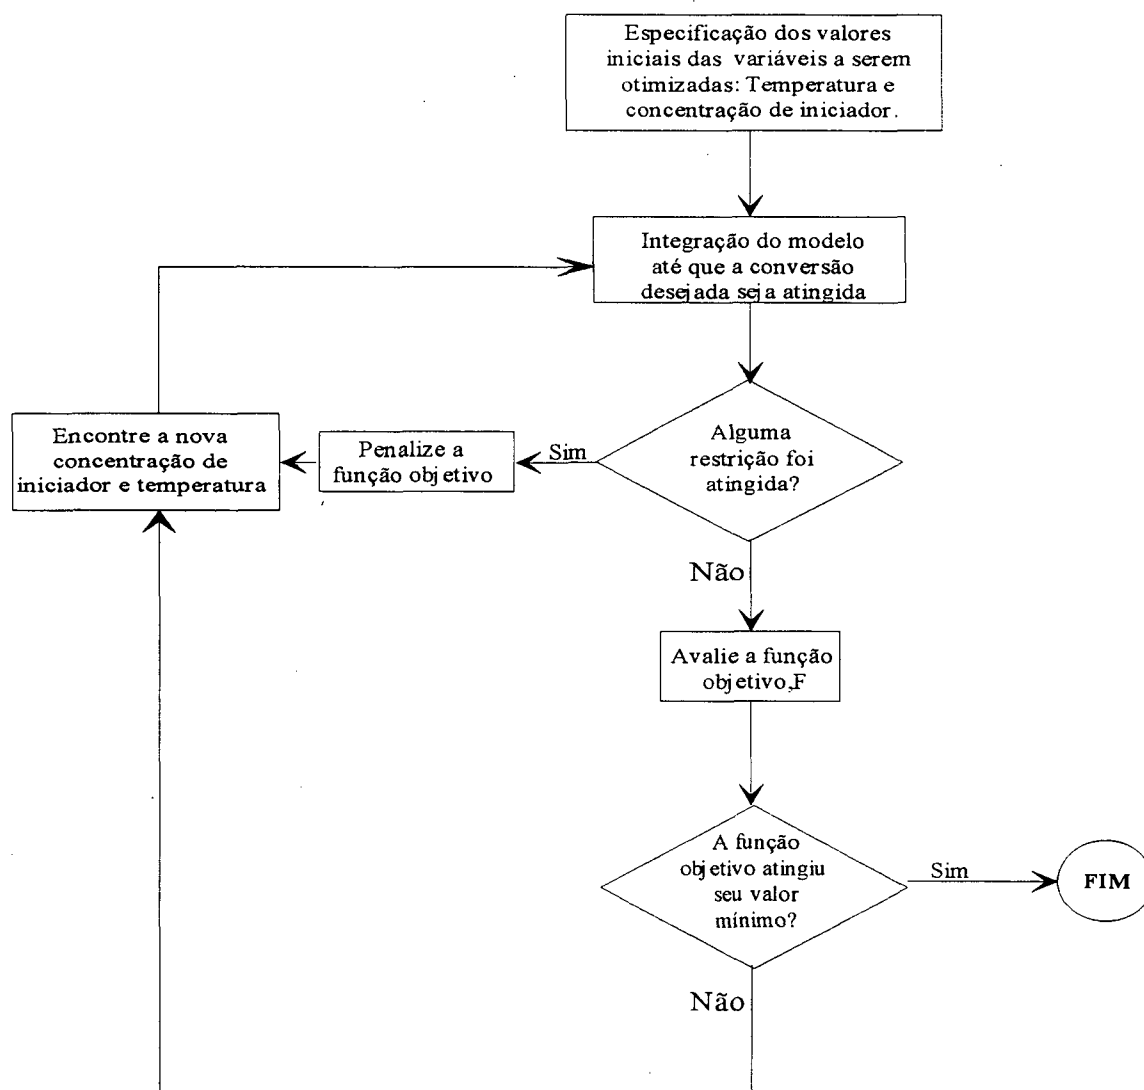 Especificação dos valores
iniciais das variáveis a serem
otimizadas: Temperatura e
concentração de iniciador.
Integração do modelo
até que a conversão
desejada seja atingida
Alguma
restrição foi
atingida?
Sim
Penalize a
função objetivo
Encontre a nova
concentração de
iniciador e temperatura
Não
Avalie a função
objetivo,F
A função
objetivo atingiu
seu valor
mínimo?
Sim
FIM
Não